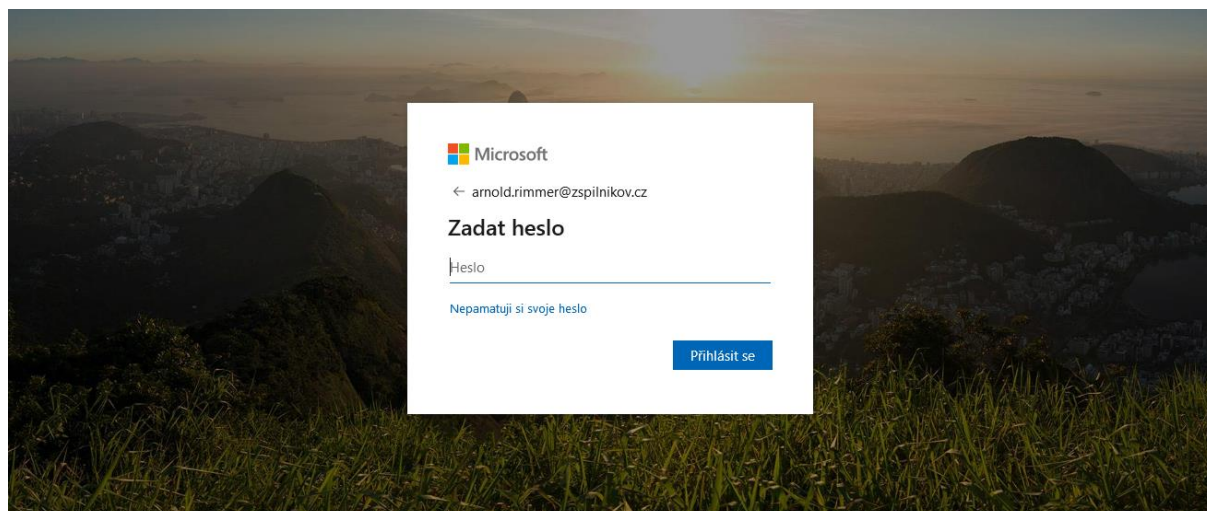 Microsoft
← arnold.rimmer@zspilnikov.cz
Zadat heslo
Heslo
Nepamatuji si svoje heslo
Přihlásit se